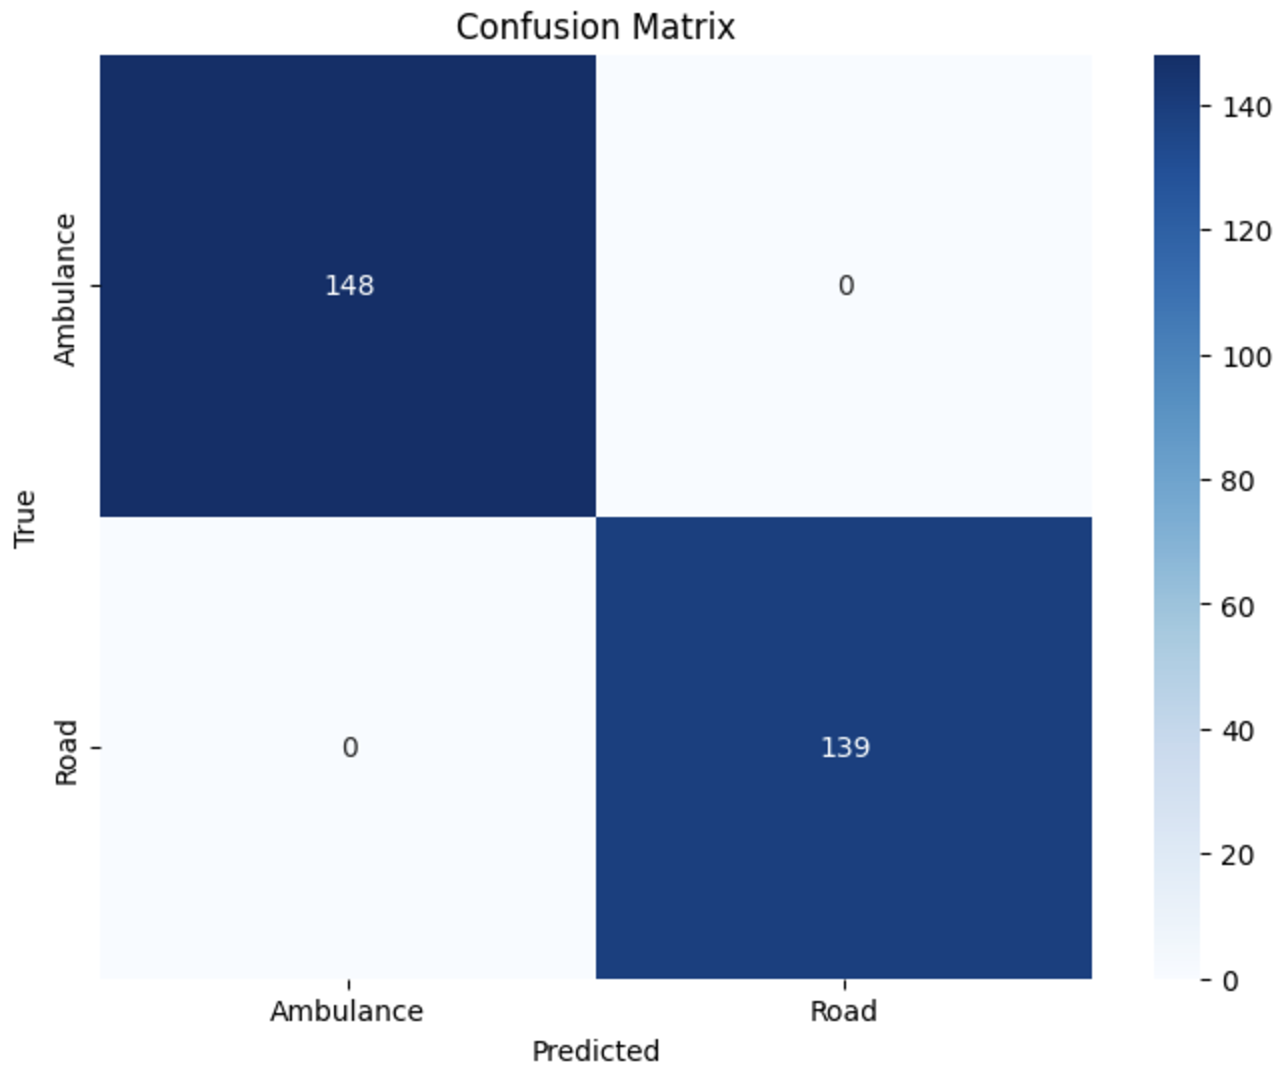 Confusion Matrix
True
Ambulance
148
0
Road
0
139
Ambulance
Road
Predicted
140
120
100
80
60
40
20
0